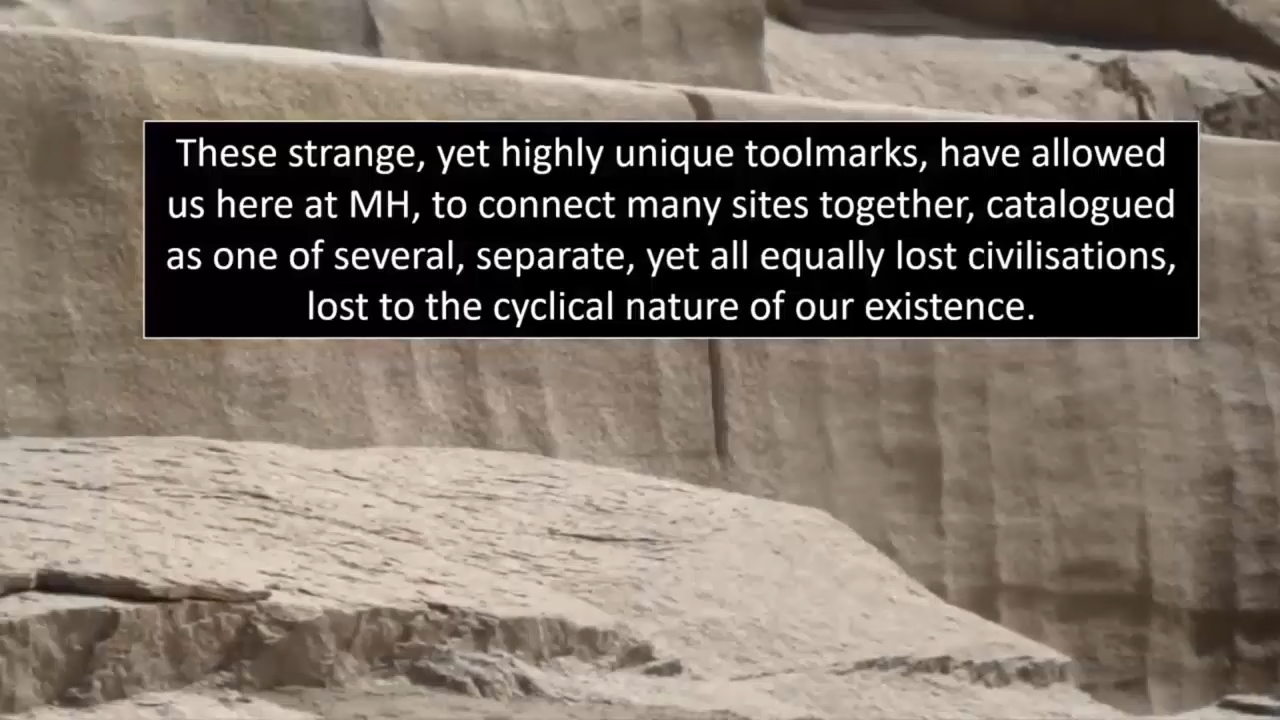 These strange, yet highly unique toolmarks, have allowed
us here at MH, to connect many sites together, catalogued
as one of several, separate, yet all equally lost civilisations,
lost to the cyclical nature of our existence.